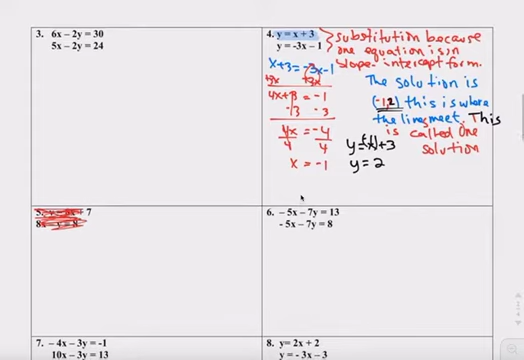 3. 6x - 2y = 30
5x - 2y = 24
4. y = x + 3
y = -3x - 1
substitution because
one equation is in
slope-intercept form.
x+3 = -3x-1
+3x +3x
4x+3 = -1
-3 -3
4x = -4
4 4
x = -1
The solution is
(-1,2) this is where
the lines meet. This
is called one
solution
y=(-1)+3
y = 2
8x - y = 8
6. – 5x – 7y = 13
- 5x – 7y = 8
7. – 4x – 3y = -1
10x – 3y = 13
8. y= 2x + 2
y = - 3x – 3